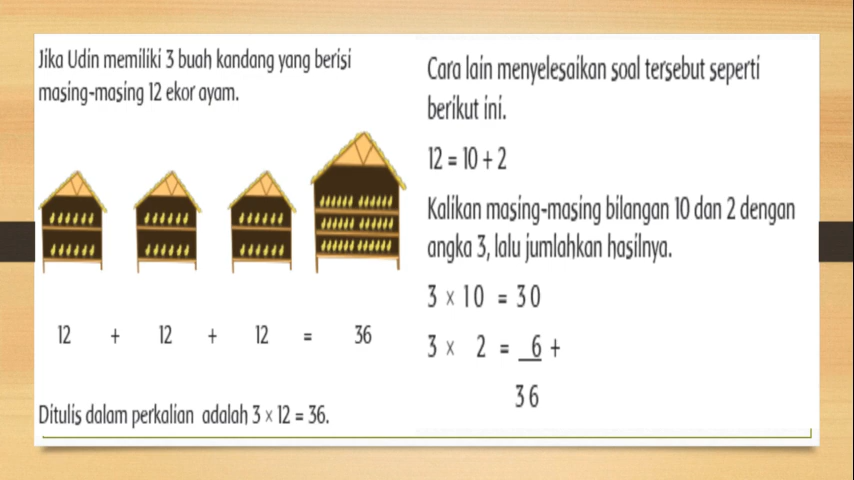 Jika Udin memiliki 3 buah kandang yang berisi
masing-masing 12 ekor ayam.
12 + 12 + 12 = 36
Ditulis dalam perkalian adalah 3 × 12 = 36.
Cara lain menyelesaikan soal tersebut seperti
berikut ini.
12 = 10 + 2
Kalikan masing-masing bilangan 10 dan 2 dengan
angka 3, lalu jumlahkan hasilnya.
3 × 10 = 30
3 × 2 = 6 +
36